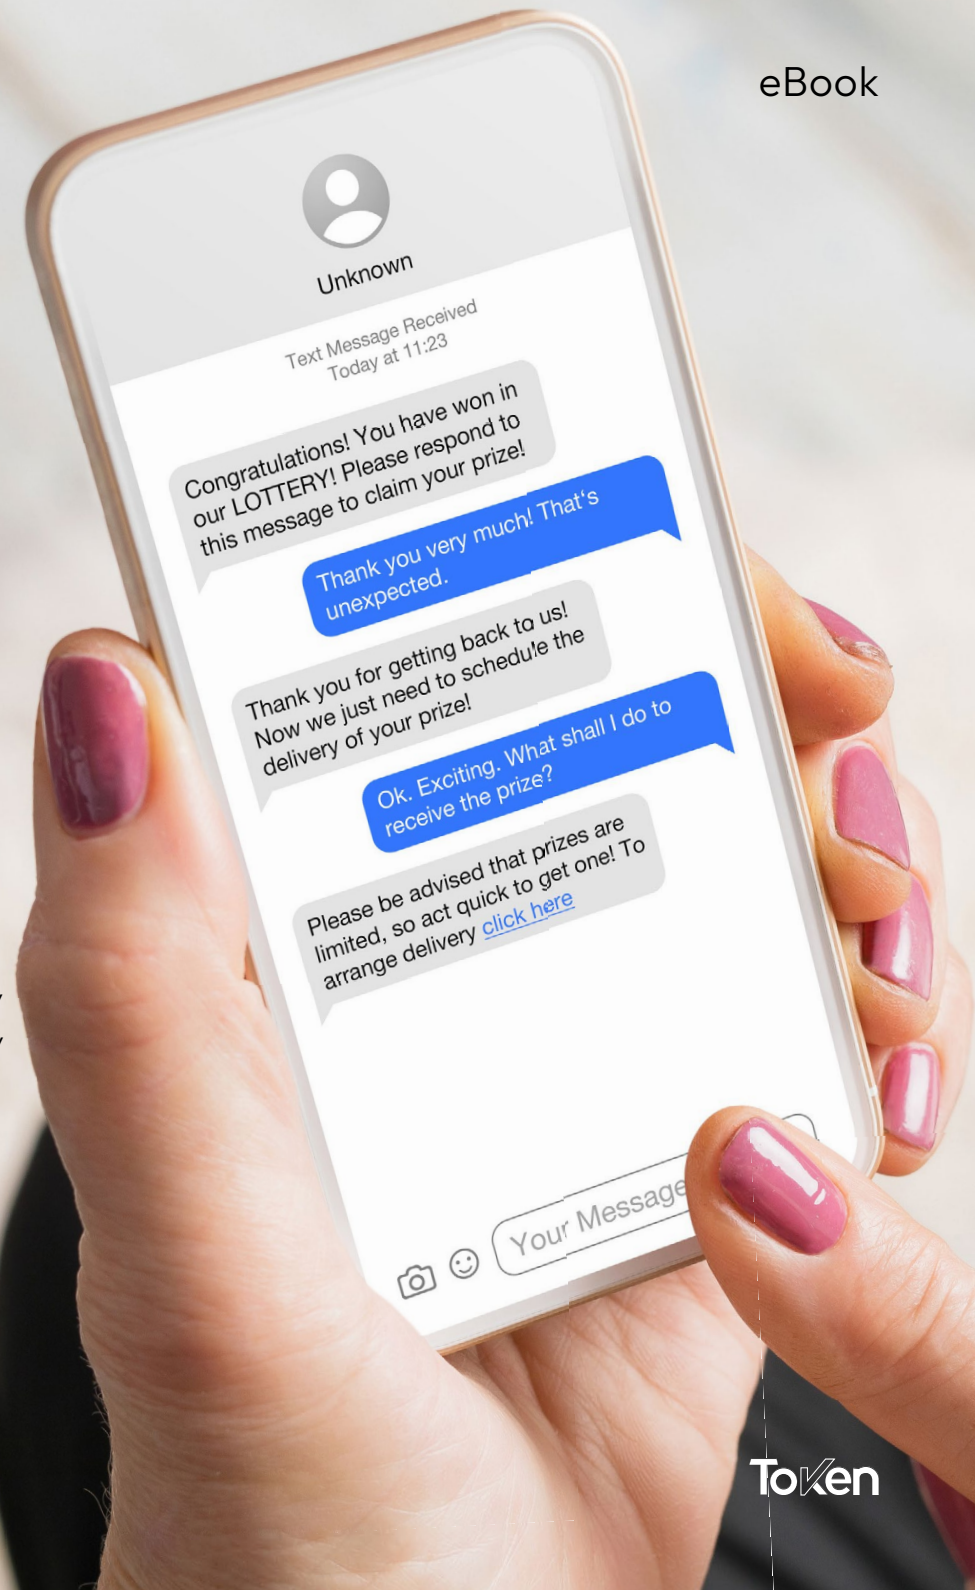 eBook
Unknown
Text Message Received
Today at 11:23
Congratulations! You have won in
our LOTTERY! Please respond to
this message to claim your prize!
Thank you very much! That‘s
unexpected.
Thank you for getting back to us!
Now we just need to schedule the
delivery of your prize!
Ok. Exciting. What shall I do to
receive the prize?
Please be advised that prizes are
limited, so act quick to get one! To
arrange delivery click here
Your Message
Token